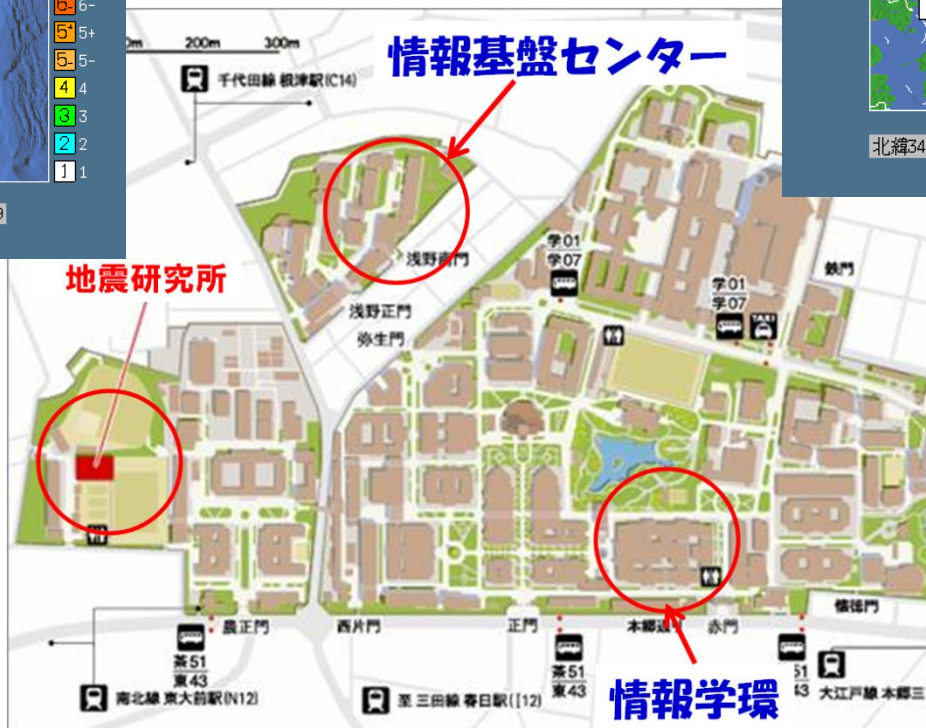 6- 6-
5+ 5+
5- 5-
4 4
3 3
2 2
1 1
9
北緯34
0m 200m 300m
千代田線 根津駅(C14)
情報基盤センター
地震研究所
浅野南門
浅野正門
弥生門
学01
学07
学01
学07
TAXI
鉄門
農正門
西片門
正門
本郷通り
赤門
懐徳門
茶51
東43
茶51
東43
51
43
南北線 東大前駅(N12)
至 三田線 春日駅(I12)
情報学環
大江戸線 本郷三